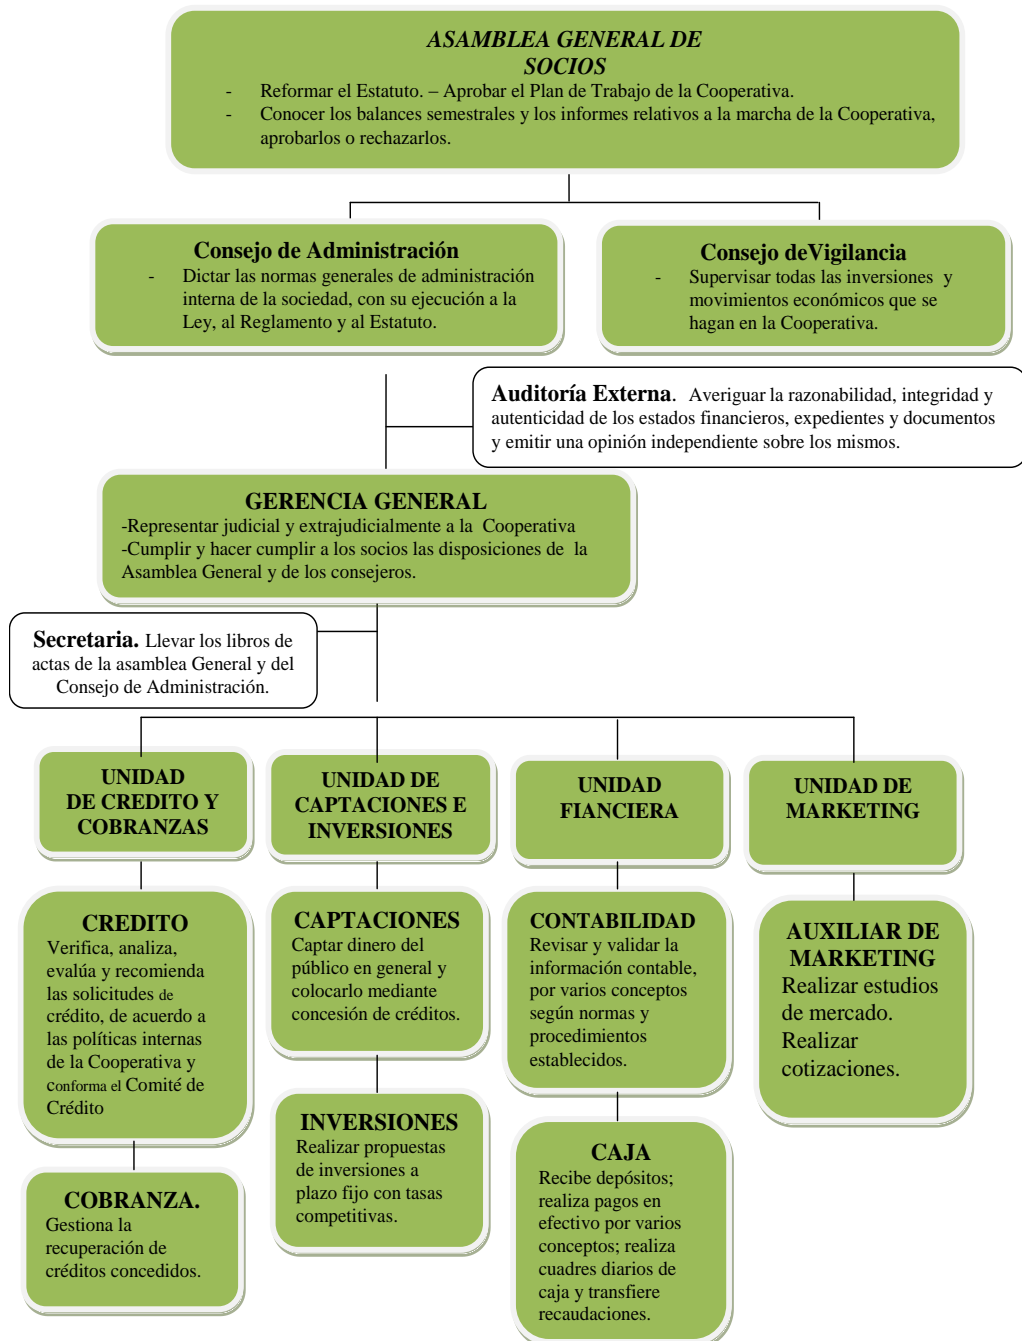 ASAMBLEA GENERAL DE
SOCIOS
- Reformar el Estatuto. – Aprobar el Plan de Trabajo de la Cooperativa.
- Conocer los balances semestrales y los informes relativos a la marcha de la Cooperativa,
aprobarlos o rechazarlos.
Consejo de Administración
- Dictar las normas generales de administración
interna de la sociedad, con su ejecución a la
Ley, al Reglamento y al Estatuto.
Consejo deVigilancia
- Supervisar todas las inversiones y
movimientos económicos que se
hagan en la Cooperativa.
Auditoría Externa. Averiguar la razonabilidad, integridad y
autenticidad de los estados financieros, expedientes y documentos
y emitir una opinión independiente sobre los mismos.
GERENCIA GENERAL
-Representar judicial y extrajudicialmente a la Cooperativa
-Cumplir y hacer cumplir a los socios las disposiciones de la
Asamblea General y de los consejeros.
Secretaria. Llevar los libros de
actas de la asamblea General y del
Consejo de Administración.
UNIDAD
DE CREDITO Y
COBRANZAS
UNIDAD DE
CAPTACIONES E
INVERSIONES
UNIDAD
FIANCIERA
UNIDAD DE
MARKETING
CREDITO
Verifica, analiza,
evalúa y recomienda
las solicitudes de
crédito, de acuerdo a
las políticas internas
de la Cooperativa y
conforma el Comité de
Crédito
CAPTACIONES
Captar dinero del
público en general y
colocarlo mediante
concesión de créditos.
CONTABILIDAD
Revisar y validar la
información contable,
por varios conceptos
según normas y
procedimientos
establecidos.
AUXILIAR DE
MARKETING
Realizar estudios
de mercado.
Realizar
cotizaciones.
COBRANZA.
Gestiona la
recuperación de
créditos concedidos.
INVERSIONES
Realizar propuestas
de inversiones a
plazo fijo con tasas
competitivas.
CAJA
Recibe depósitos;
realiza pagos en
efectivo por varios
conceptos; realiza
cuadres diarios de
caja y transfiere
recaudaciones.